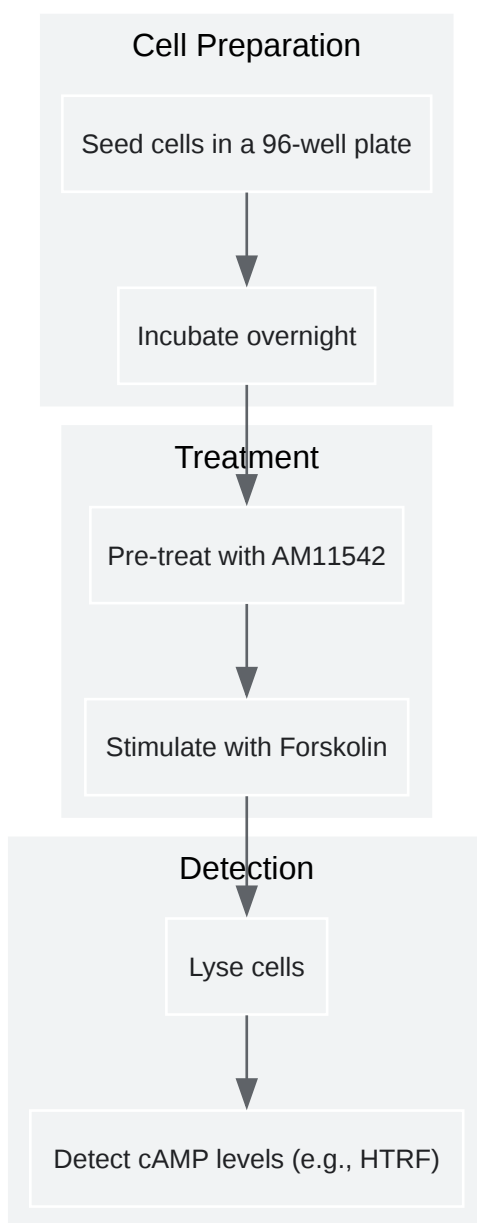 Cell Preparation
Seed cells in a 96-well plate
Incubate overnight
Treatment
Pre-treat with AM11542
Stimulate with Forskolin
Detection
Lyse cells
Detect cAMP levels (e.g., HTRF)